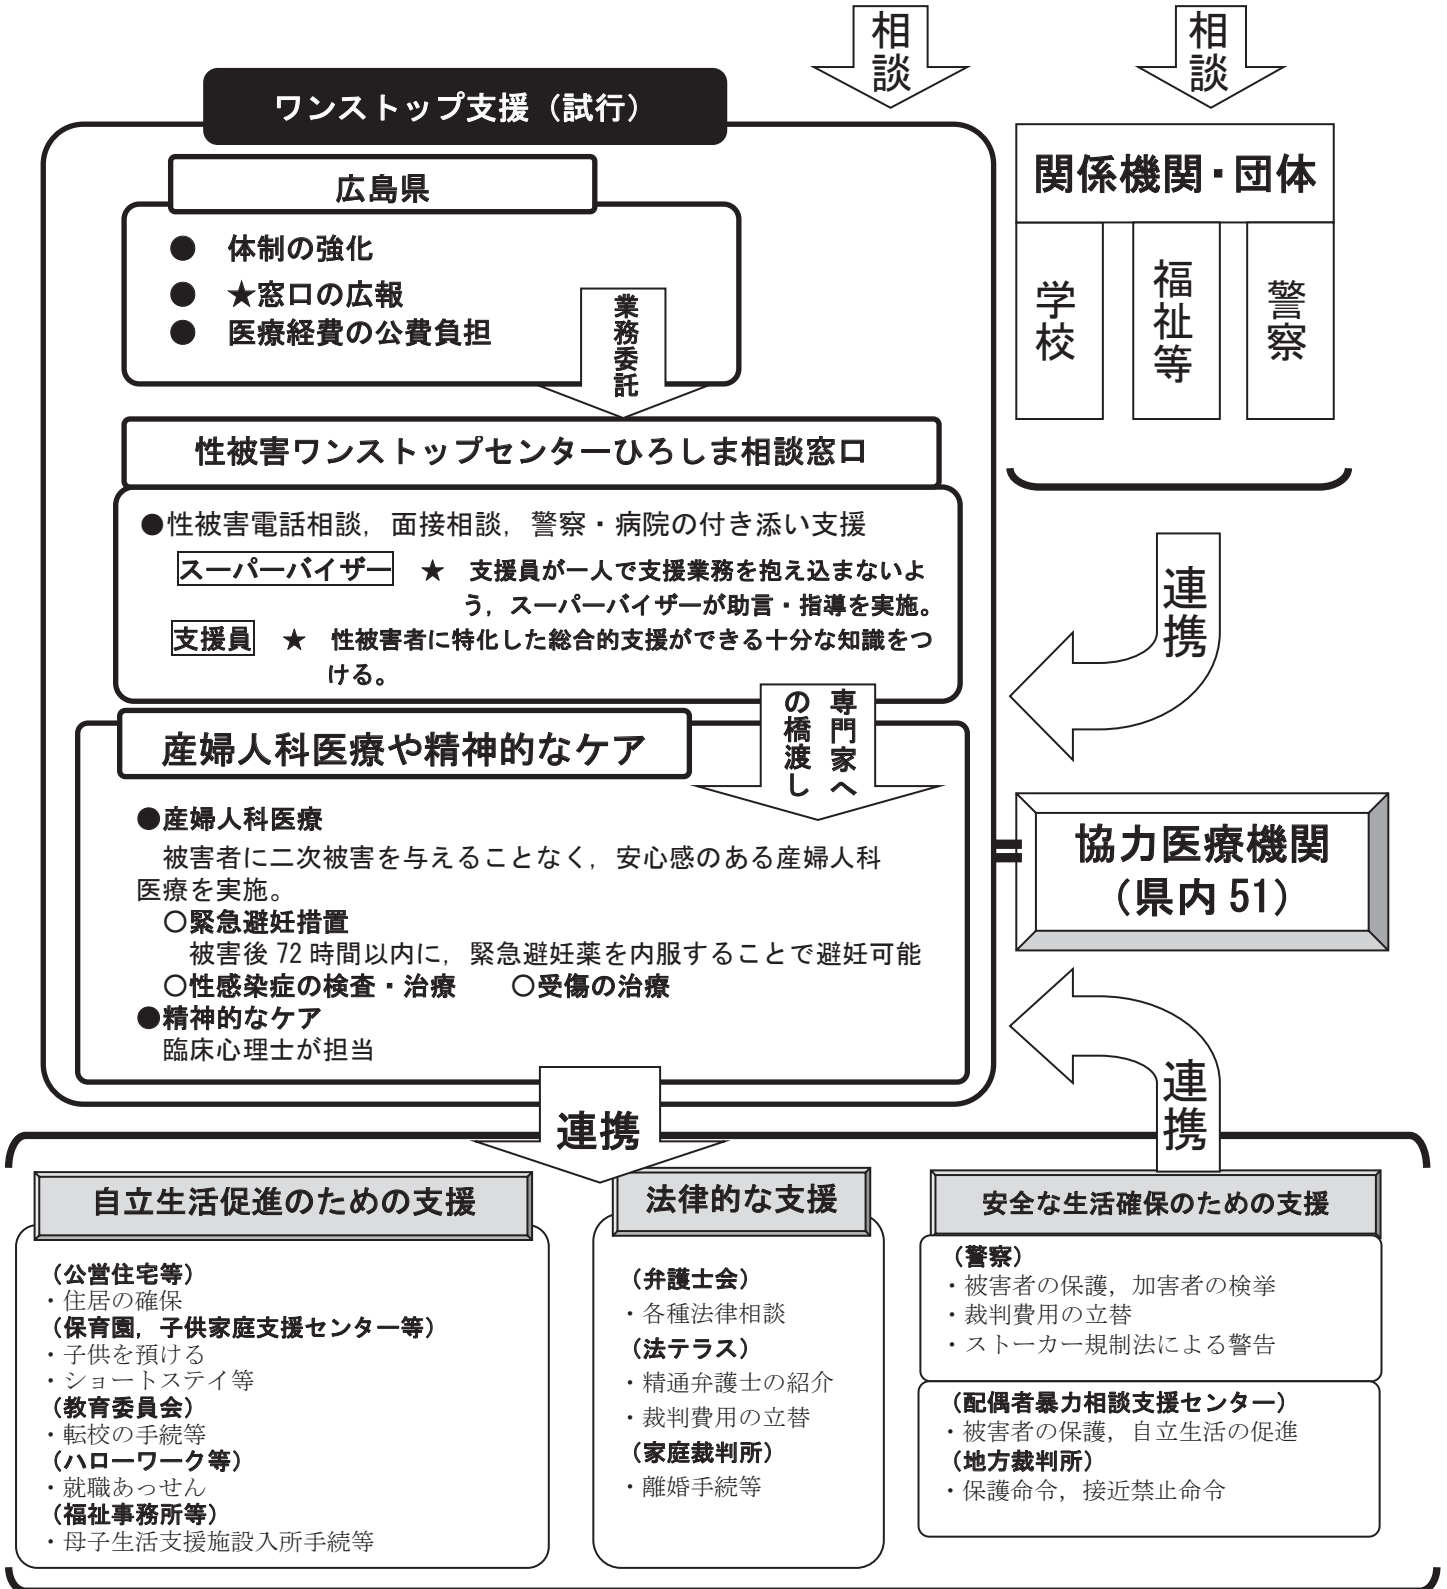 相談
相談
ワンストップ支援（試行）
広島県
●　体制の強化
●　★窓口の広報
●　医療経費の公費負担
業務委託
関係機関・団体
学校
福祉等
警察
性被害ワンストップセンターひろしま相談窓口
●性被害電話相談，面接相談，警察・病院の付き添い支援
スーパーバイザー　★　支援員が一人で支援業務を抱え込まないよ
う，スーパーバイザーが助言・指導を実施。
支援員　★　性被害者に特化した総合的支援ができる十分な知識をつ
ける。
連携
専門家へ
の橋渡し
産婦人科医療や精神的なケア
●産婦人科医療
被害者に二次被害を与えることなく，安心感のある産婦人科
医療を実施。
○緊急避妊措置
被害後 72 時間以内に，緊急避妊薬を内服することで避妊可能
○性感染症の検査・治療　　○受傷の治療
●精神的なケア
臨床心理士が担当
協力医療機関
（県内 51）
連携
連携
自立生活促進のための支援
（公営住宅等）
・住居の確保
（保育園，子供家庭支援センター等）
・子供を預ける
・ショートステイ等
（教育委員会）
・転校の手続等
（ハローワーク等）
・就職あっせん
（福祉事務所等）
・母子生活支援施設入所手続等
法律的な支援
（弁護士会）
・各種法律相談
（法テラス）
・精通弁護士の紹介
・裁判費用の立替
（家庭裁判所）
・離婚手続等
安全な生活確保のための支援
（警察）
・被害者の保護，加害者の検挙
・裁判費用の立替
・ストーカー規制法による警告
（配偶者暴力相談支援センター）
・被害者の保護，自立生活の促進
（地方裁判所）
・保護命令，接近禁止命令